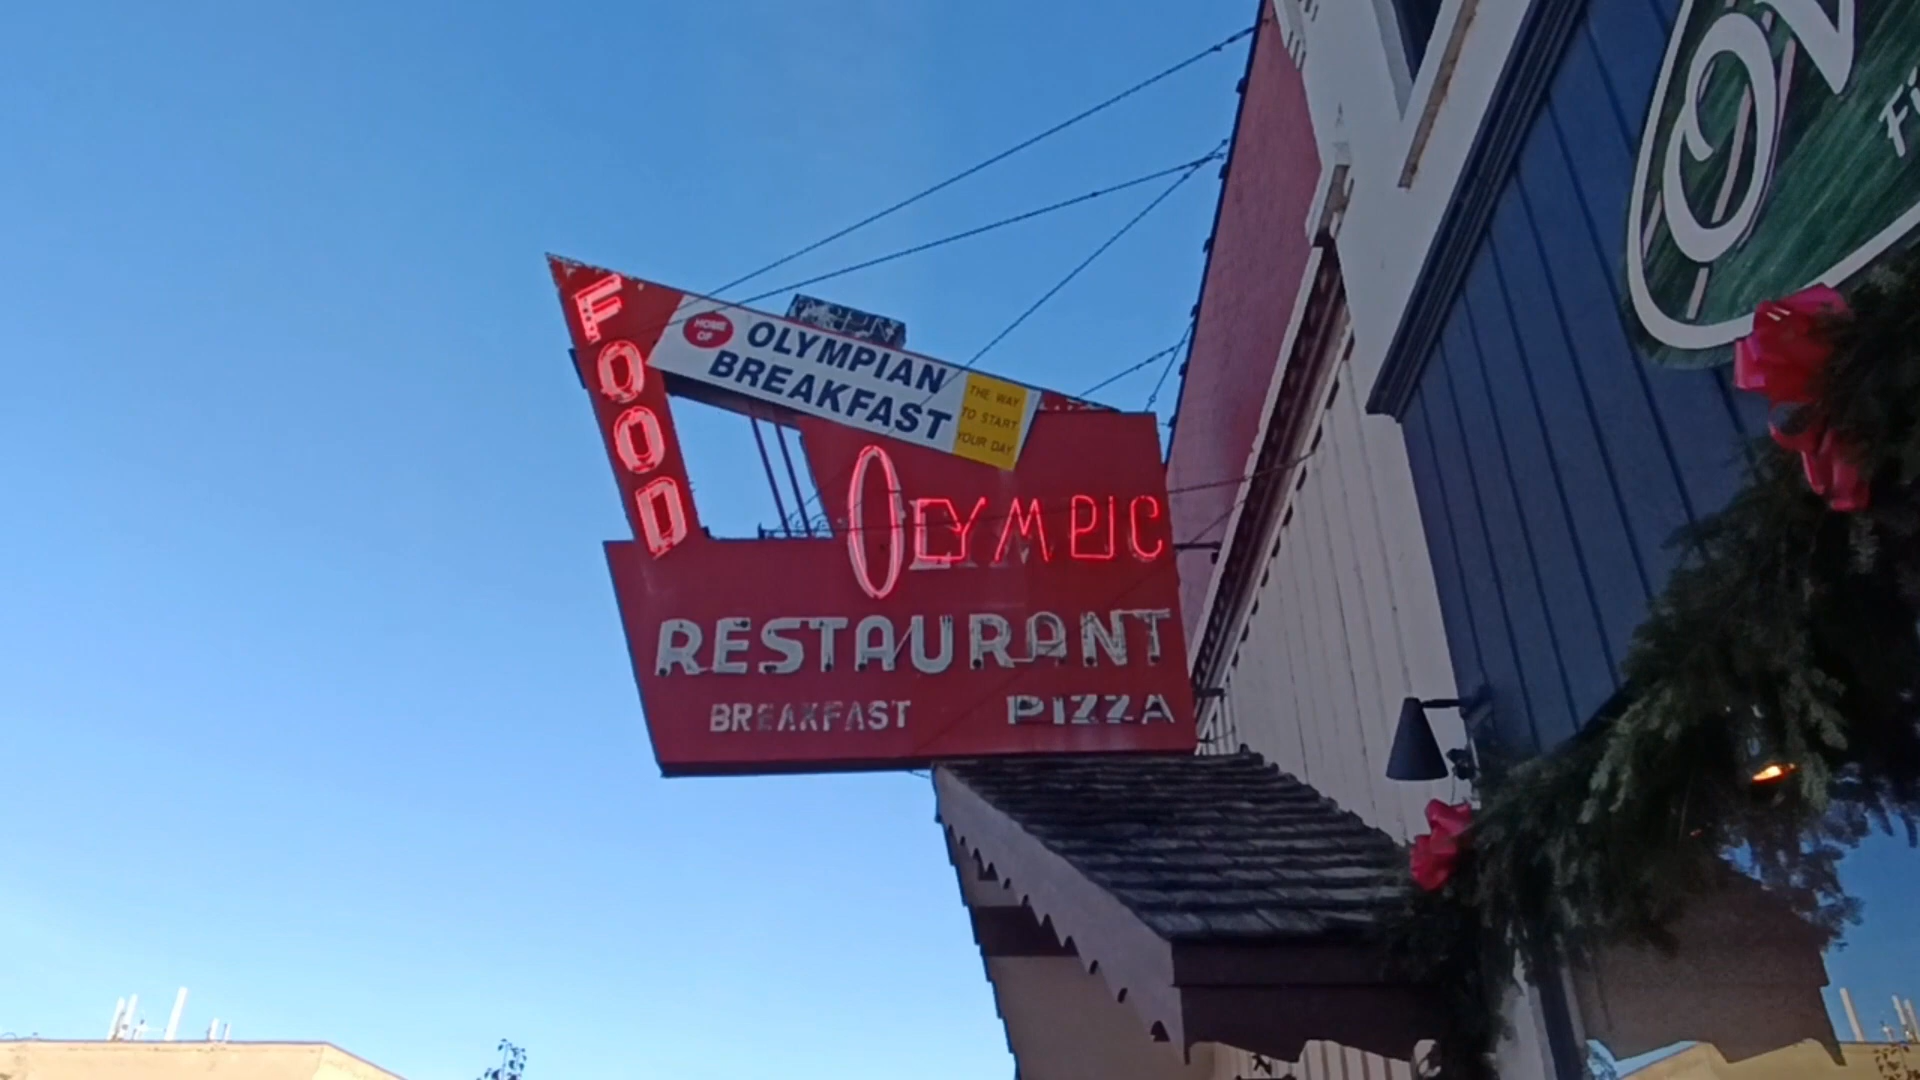 FOOD
HOME
OF
OLYMPIAN
BREAKFAST
THE WAY
TO START
YOUR DAY
OLYMPIC
RESTAURANT
BREAKFAST PIZZA